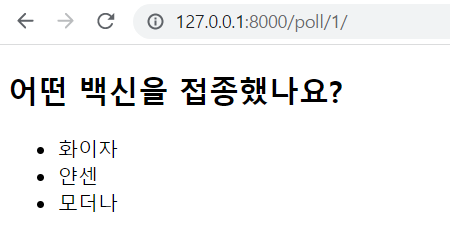 127.0.0.1:8000/poll/1/
어떤 백신을 접종했나요?
화이자
얀센
모더나